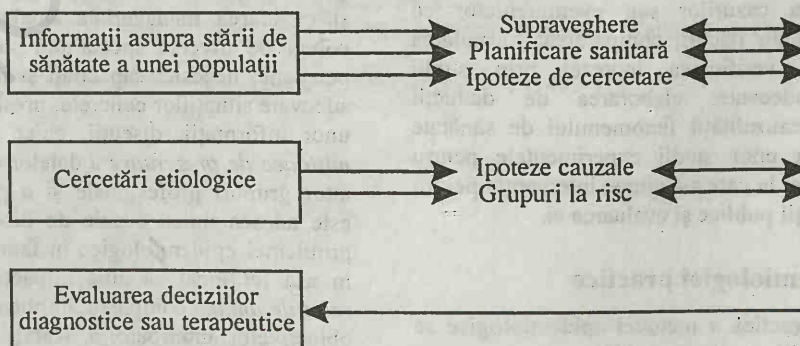 Informaţii asupra stării de
sănătate a unei populaţii
Supraveghere
Planificare sanitară
Ipoteze de cercetare
Cercetări etiologice
Ipoteze cauzale
Grupuri la risc
Evaluarea deciziilor
diagnostice sau terapeutice